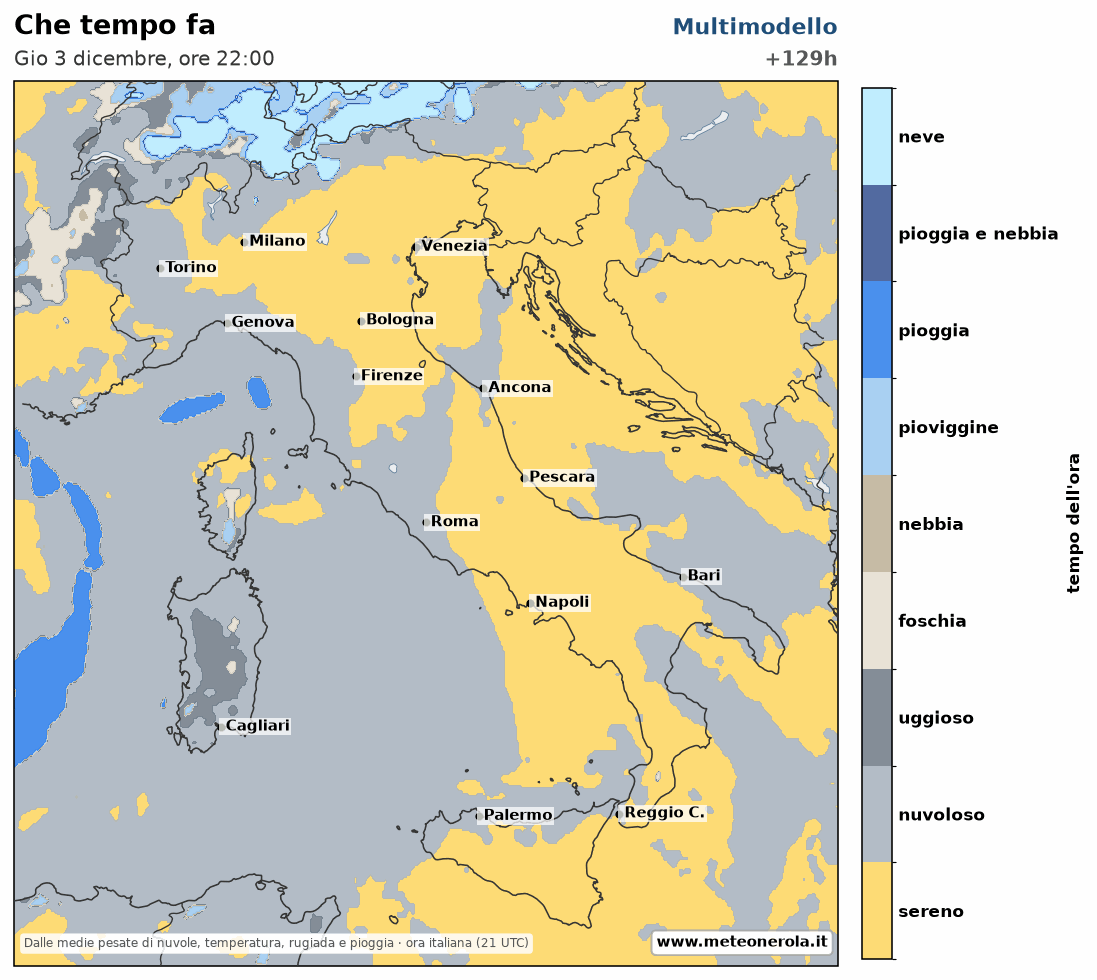 Che tempo fa
Multimodello
Gio 3 dicembre, ore 22:00
+129h
neve
pioggia e nebbia
pioggia
pioviggine
nebbia
foschia
uggioso
nuvoloso
sereno
tempo dell'ora
Milano
Venezia
Torino
Genova
Bologna
Firenze
Ancona
Pescara
Roma
Bari
Napoli
Cagliari
Palermo
Reggio C.
Dalle medie pesate di nuvole, temperatura, rugiada e pioggia · ora italiana (21 UTC)
www.meteonerola.it